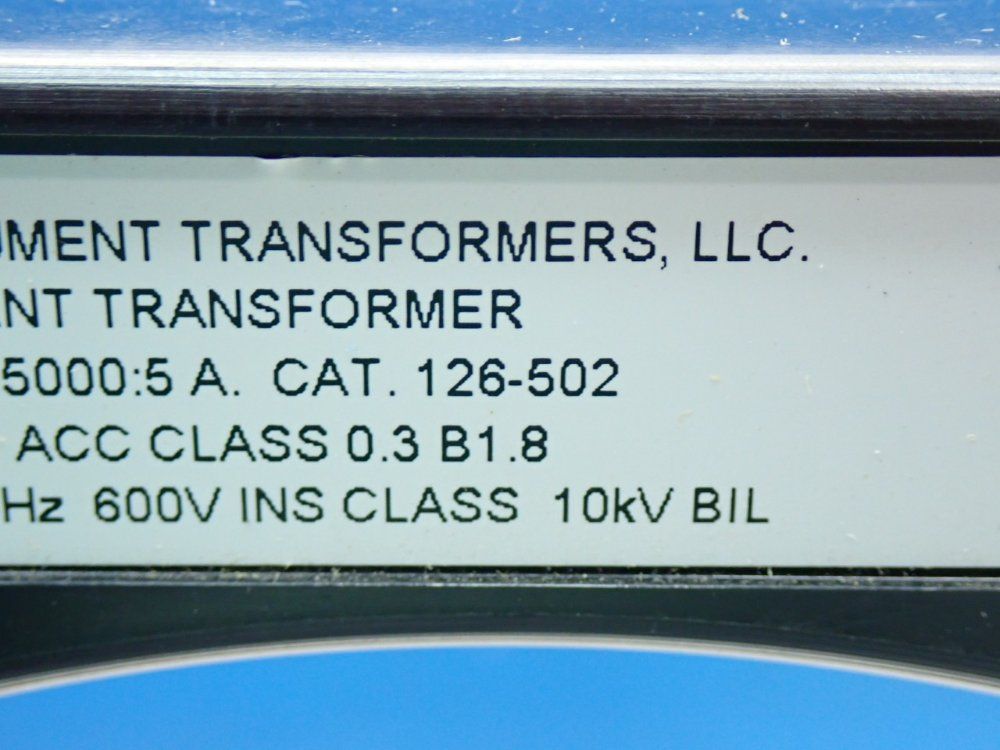 UMENT TRANSFORMERS, LLC.
NT TRANSFORMER
5000:5 A. CAT. 126-502
ACC CLASS 0.3 B1.8
Hz 600V INS CLASS 10kV BIL